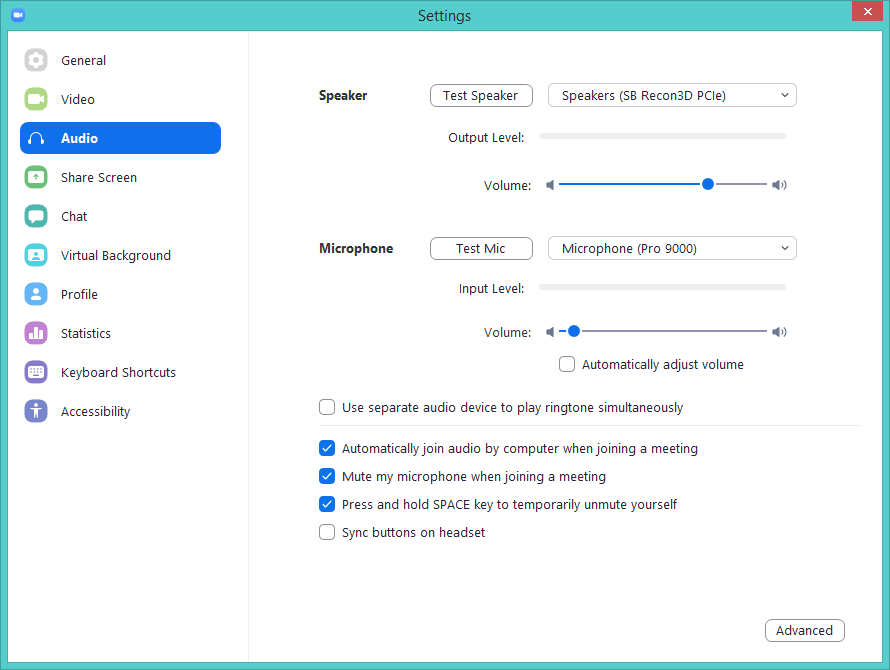 Settings
General
Video
Audio
Share Screen
Chat
Virtual Background
Profile
Statistics
Keyboard Shortcuts
Accessibility
Speaker
Test Speaker
Speakers (SB Recon3D PCIe)
Output Level:
Volume:
Microphone
Test Mic
Microphone (Pro 9000)
Input Level:
Volume:
Automatically adjust volume
Use separate audio device to play ringtone simultaneously
Automatically join audio by computer when joining a meeting
Mute my microphone when joining a meeting
Press and hold SPACE key to temporarily unmute yourself
Sync buttons on headset
Advanced